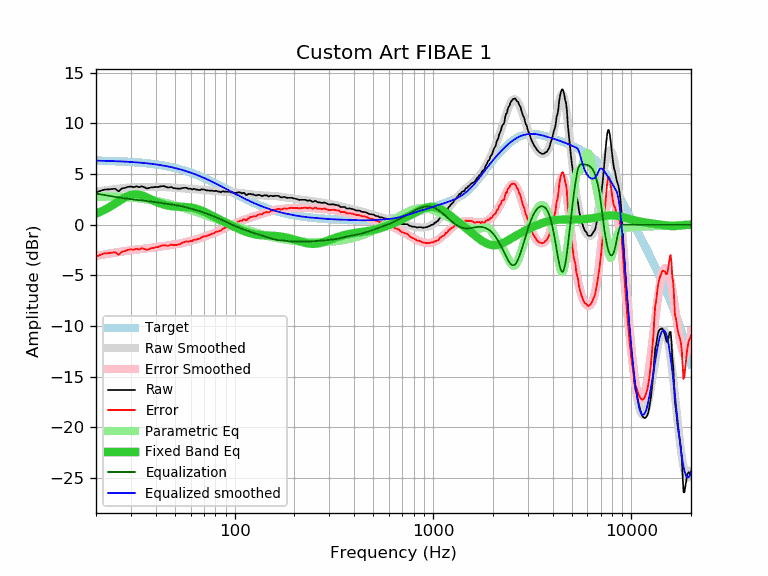 Custom Art FIBAE 1
15
10
5
0
−5
−10
−15
−20
−25
Amplitude (dBr)
Target
Raw Smoothed
Error Smoothed
Raw
Error
Parametric Eq
Fixed Band Eq
Equalization
Equalized smoothed
100
1000
10000
Frequency (Hz)